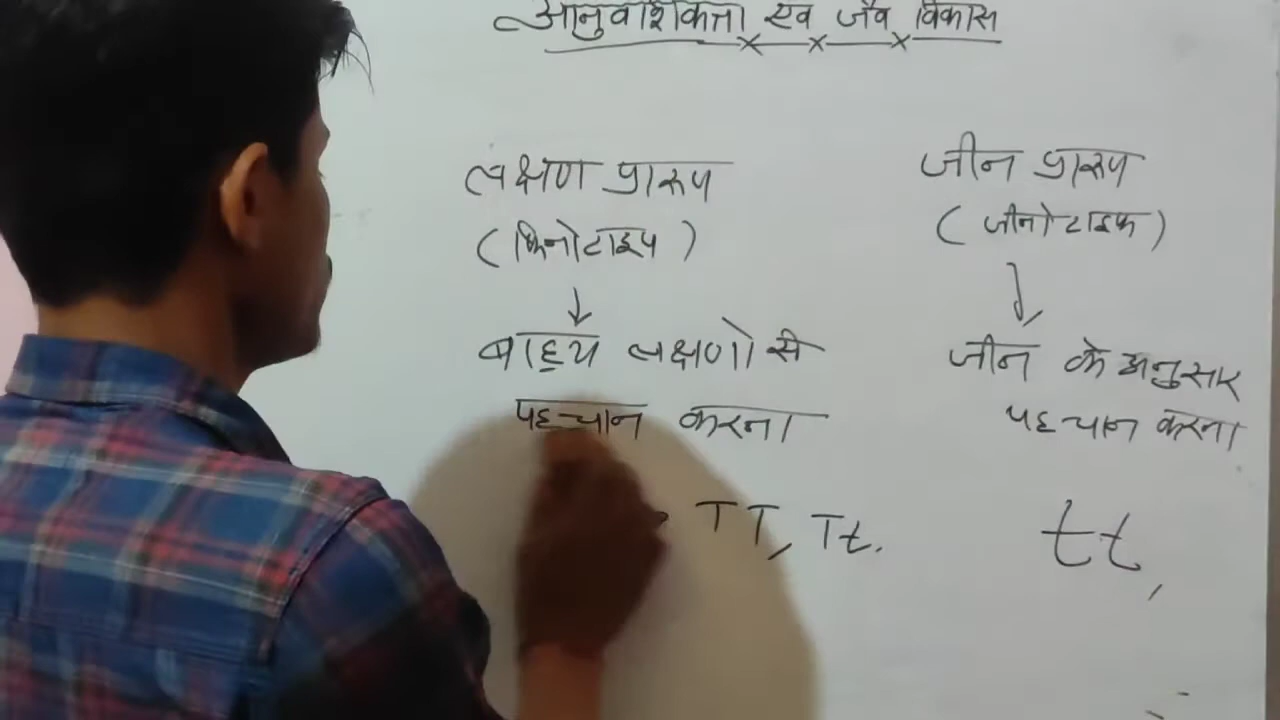 आनुवांशिकता एवं जैव विकास
लक्षण प्रारूप
(फिनोटाइप)
↓
बाह्य लक्षणों से
पहचान करना
TT, Tt.
जीन प्रारूप
(जीनोटाइप)
↓
जीन के अनुसार
पहचान करना
tt,